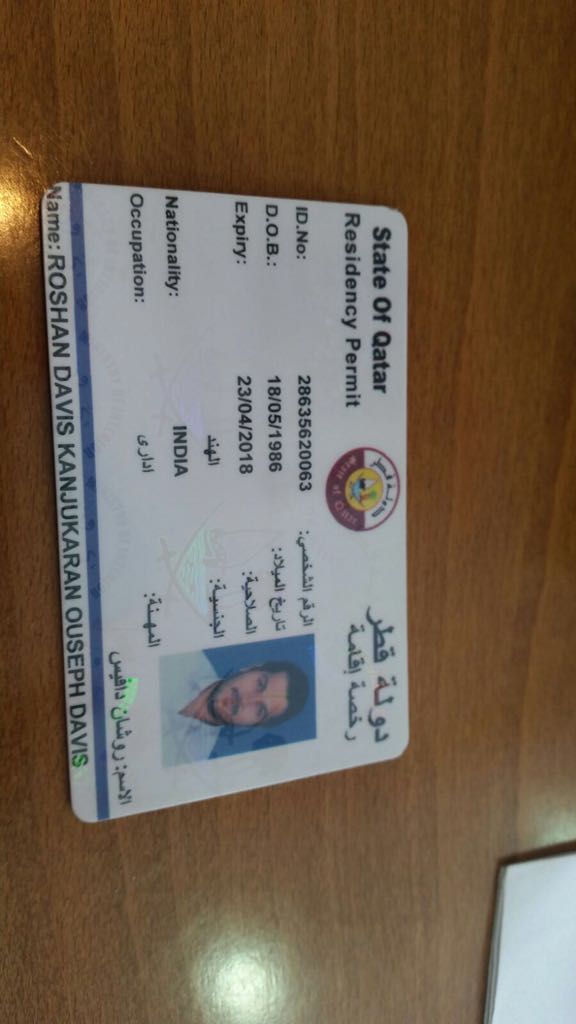 State Of Qatar دولة قطر
Residency Permit رخصة إقامة
ID.No: 28635620063 الرقم الشخصي:
D.O.B.: 18/05/1986 تاريخ الميلاد:
Expiry: 23/04/2018 الصلاحية:
الهند الجنسية:
Nationality: INDIA
Occupation: ادارى المهنة:
الاسم: روشان دافيس
Name: ROSHAN DAVIS KANJUKARAN OUSEPH DAVIS